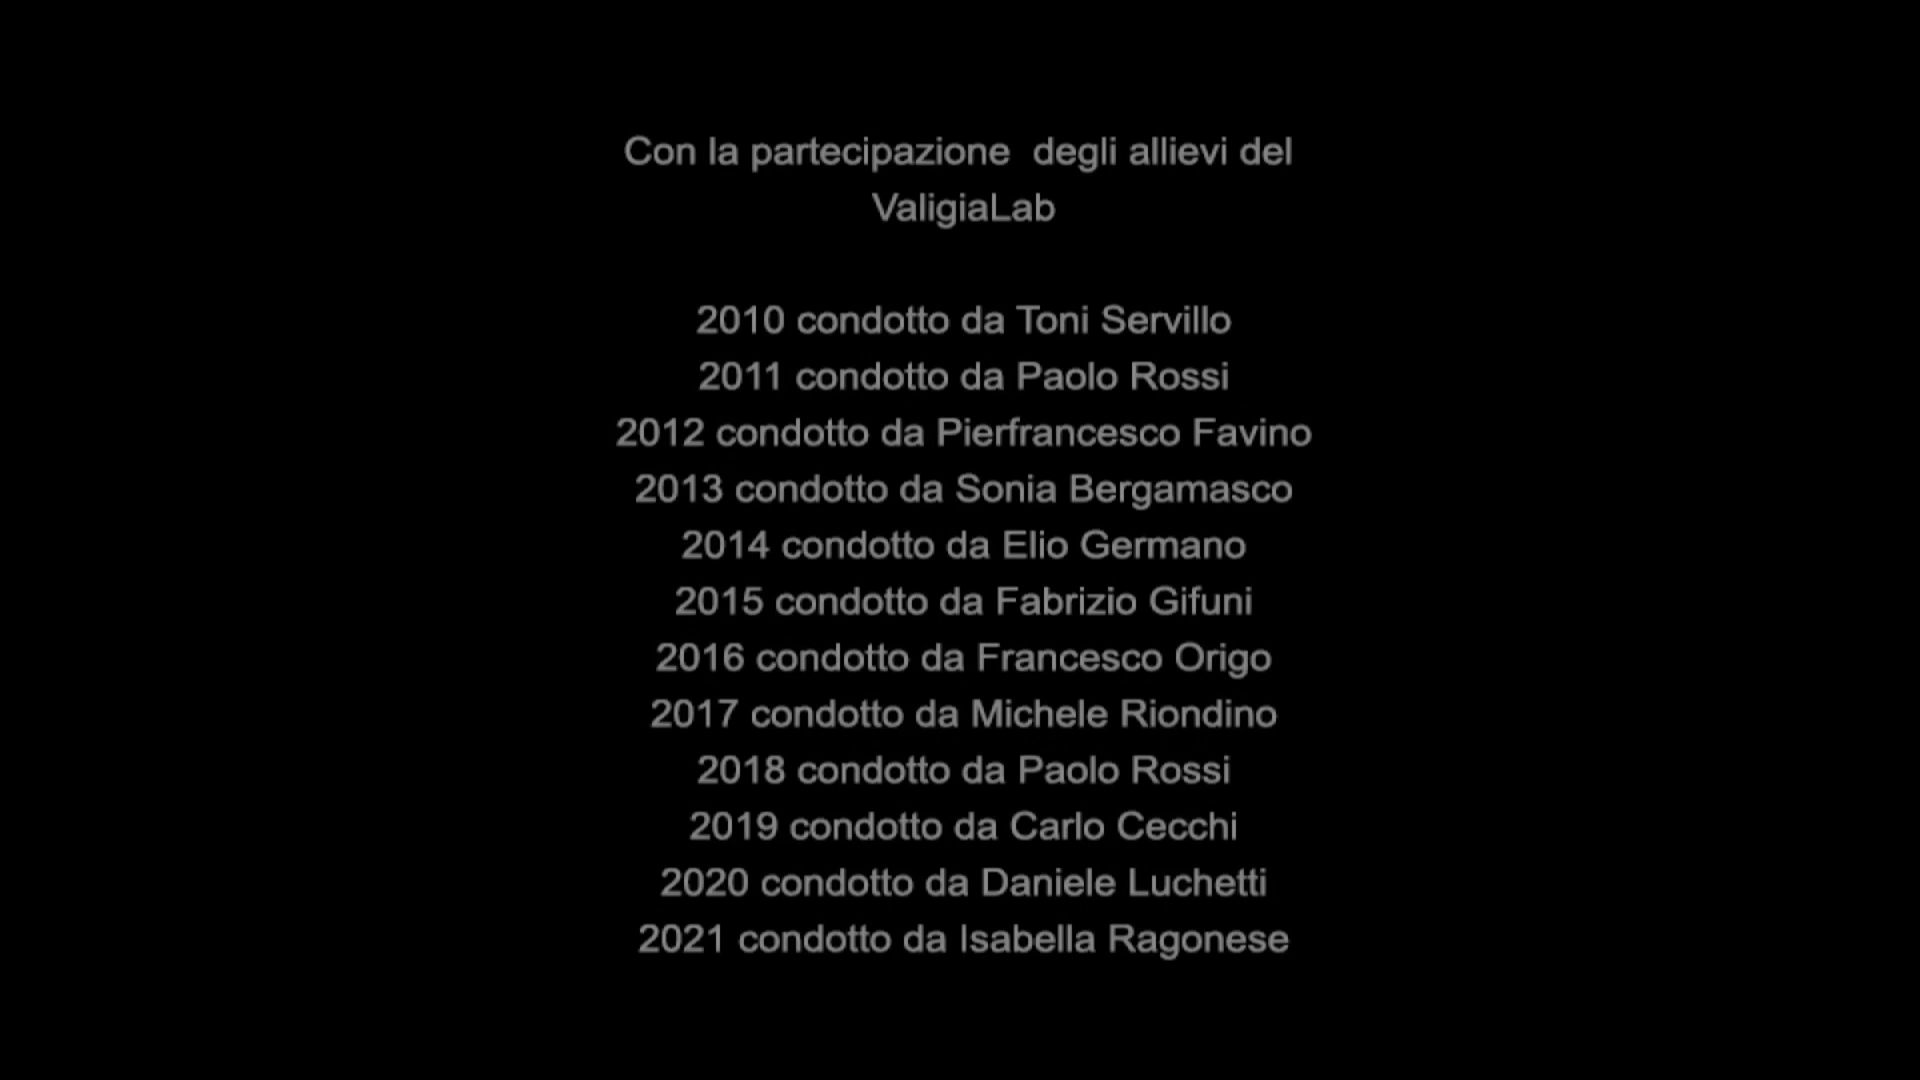 Con la partecipazione  degli allievi del
ValigiaLab
2010 condotto da Toni Servillo
2011 condotto da Paolo Rossi
2012 condotto da Pierfrancesco Favino
2013 condotto da Sonia Bergamasco
2014 condotto da Elio Germano
2015 condotto da Fabrizio Gifuni
2016 condotto da Francesco Origo
2017 condotto da Michele Riondino
2018 condotto da Paolo Rossi
2019 condotto da Carlo Cecchi
2020 condotto da Daniele Luchetti
2021 condotto da Isabella Ragonese